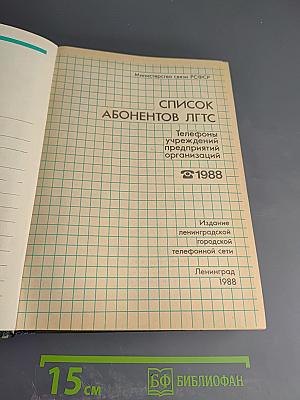 Министерство связи РСФСР
СПИСОК
АБОНЕНТОВ ЛГТС
Телефоны
учреждений
предприятий
организаций
☎1988
Издание
ленинградской
городской
телефонной сети
Ленинград
1988
15 см
БФ БИБЛИОФАН